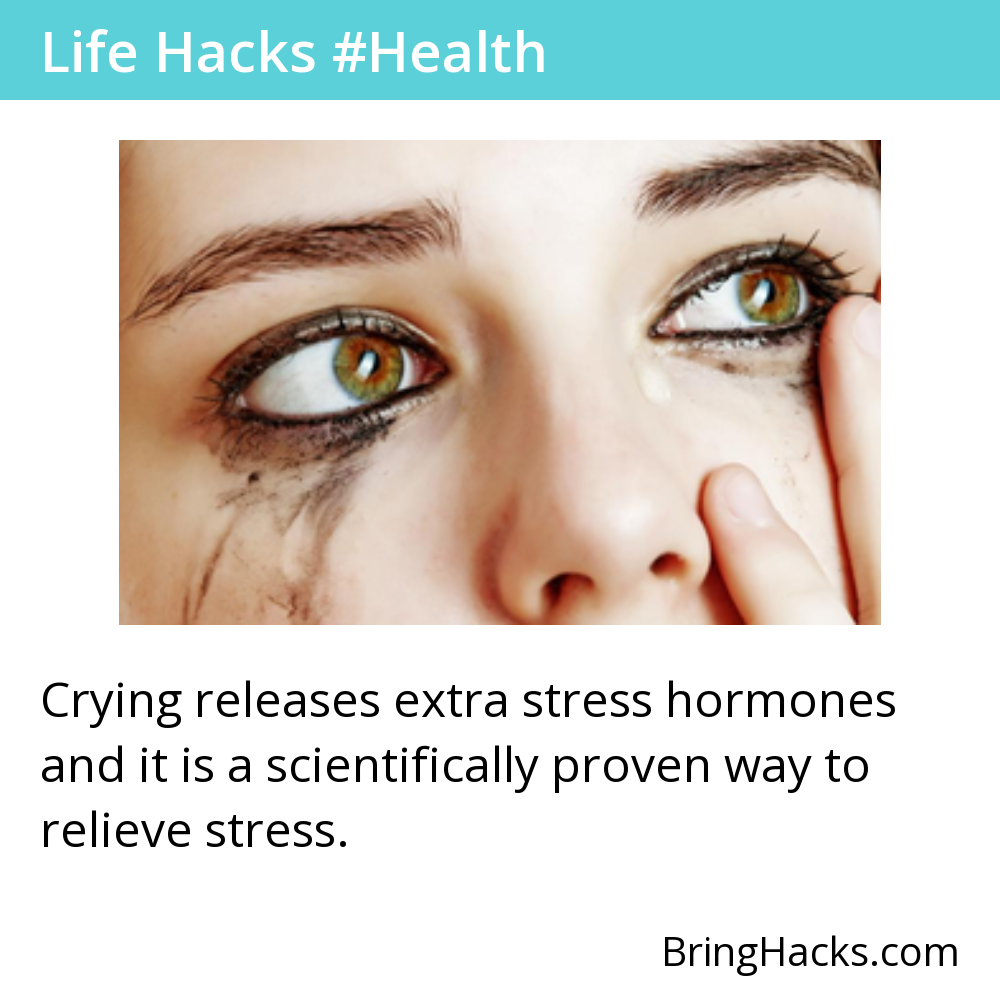 Life Hacks #Health
Crying releases extra stress hormones
and it is a scientifically proven way to
relieve stress.
BringHacks.com